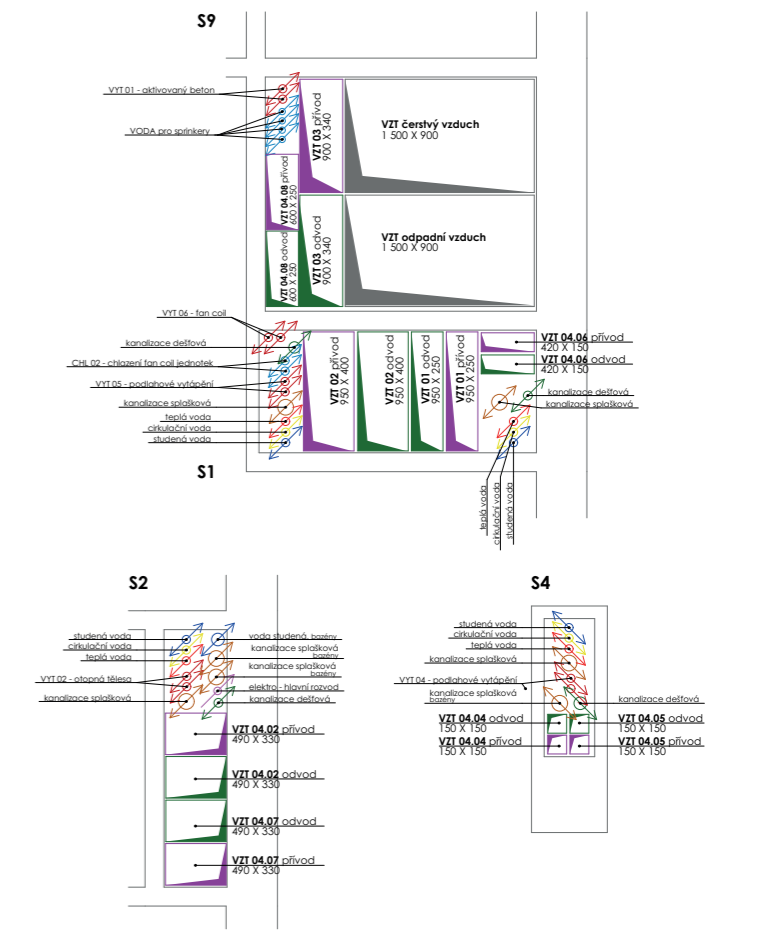 S9
VYT 01 - aktivovaný beton
VODA pro sprinkery
VZT 03 přívod
900 X 340
VZT čerstvý vzduch
1 500 X 900
VZT 04.08 přívod
600 X 250
VZT 04.08 odvod
600 X 250
VZT 03 odvod
900 X 340
VZT odpadní vzduch
1 500 X 900
VYT 06 - fan coil
kanalizace dešťová
CHL 02 - chlazení fan coil jednotek
VYT 05 - podlahové vytápění
kanalizace splašková
teplá voda
cirkulační voda
studená voda
VZT 02 přívod
950 X 400
VZT 02 odvod
950 X 400
VZT 01 odvod
950 X 250
VZT 01 přívod
950 X 250
VZT 04.06 přívod
420 X 150
VZT 04.06 odvod
420 X 150
kanalizace dešťová
kanalizace splašková
teplá voda
cirkulační voda
studená voda
S1
S2
studená voda
cirkulační voda
teplá voda
VYT 02 - otopná tělesa
kanalizace splašková
voda studená, bazény
kanalizace splašková
bazény
kanalizace splašková
bazény
elektro - hlavní rozvod
kanalizace dešťová
VZT 04.02 přívod
490 X 330
VZT 04.02 odvod
490 X 330
VZT 04.07 odvod
490 X 330
VZT 04.07 přívod
490 X 330
S4
studená voda
cirkulační voda
teplá voda
kanalizace splašková
VYT 04 - podlahové vytápění
kanalizace splašková
bazény
kanalizace dešťová
VZT 04.04 odvod
150 X 150
VZT 04.04 přívod
150 X 150
VZT 04.05 odvod
150 X 150
VZT 04.05 přívod
150 X 150